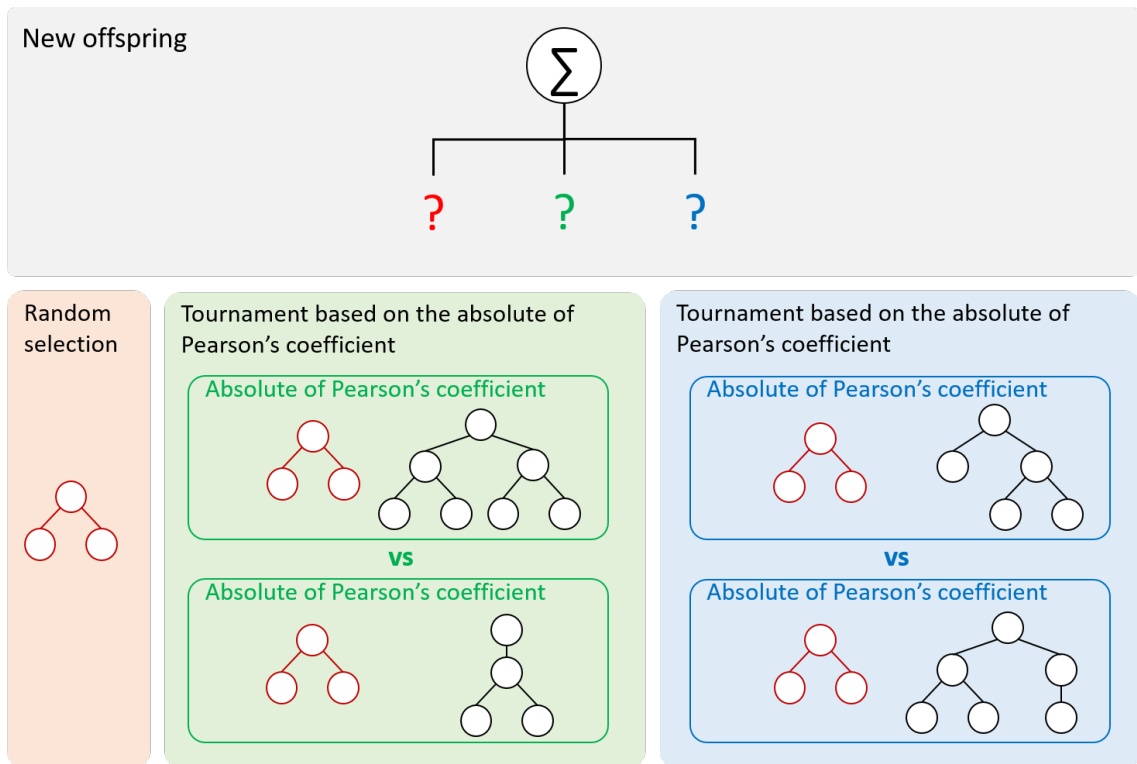 New offspring
∑
? ? ?
Random
selection
Tournament based on the absolute of
Pearson's coefficient
Absolute of Pearson's coefficient
vs
Absolute of Pearson's coefficient
Tournament based on the absolute of
Pearson's coefficient
Absolute of Pearson's coefficient
vs
Absolute of Pearson's coefficient